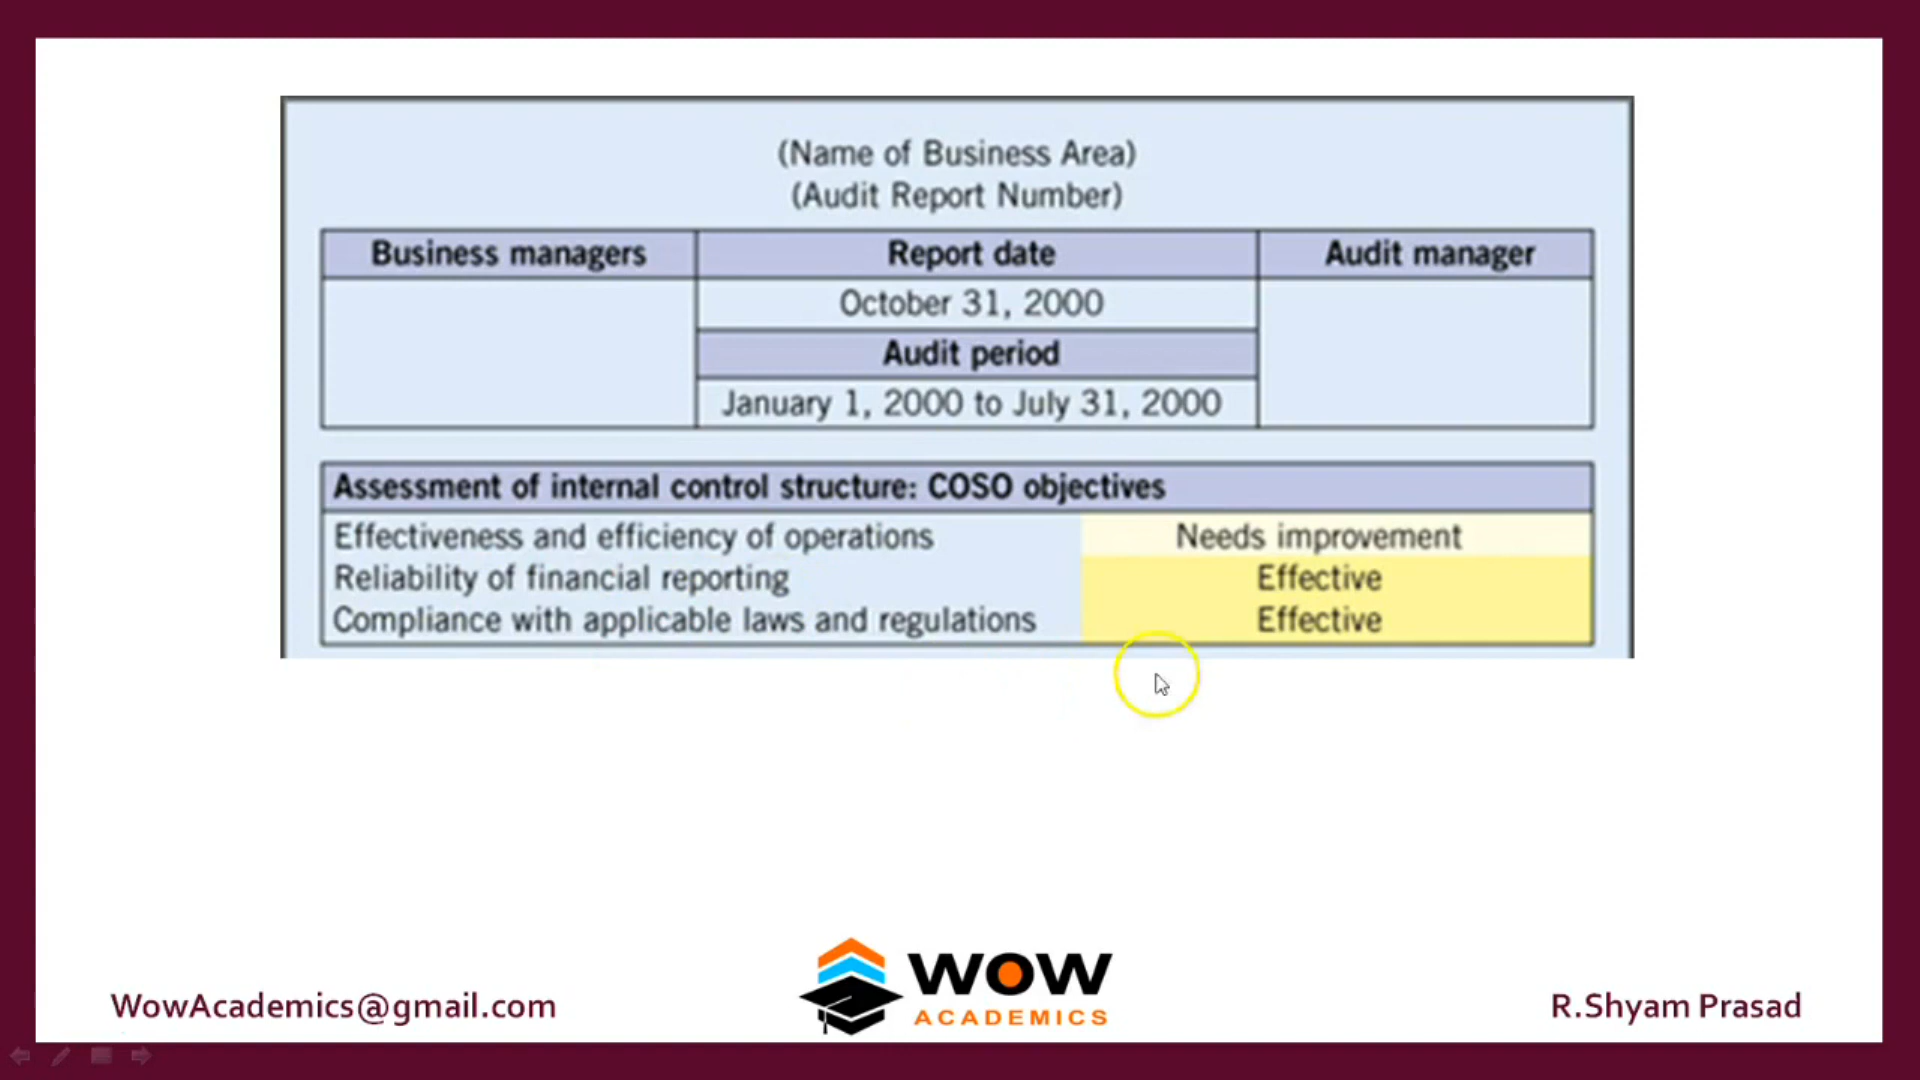 (Name of Business Area)
(Audit Report Number)
Business managers Report date Audit manager
October 31, 2000
Audit period
January 1, 2000 to July 31, 2000
Assessment of internal control structure: COSO objectives
Effectiveness and efficiency of operations Needs improvement
Reliability of financial reporting Effective
Compliance with applicable laws and regulations Effective
WowAcademics@gmail.com
WOW
ACADEMICS
R.Shyam Prasad